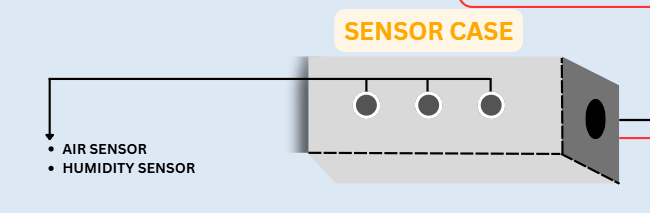 SENSOR CASE
• AIR SENSOR
• HUMIDITY SENSOR